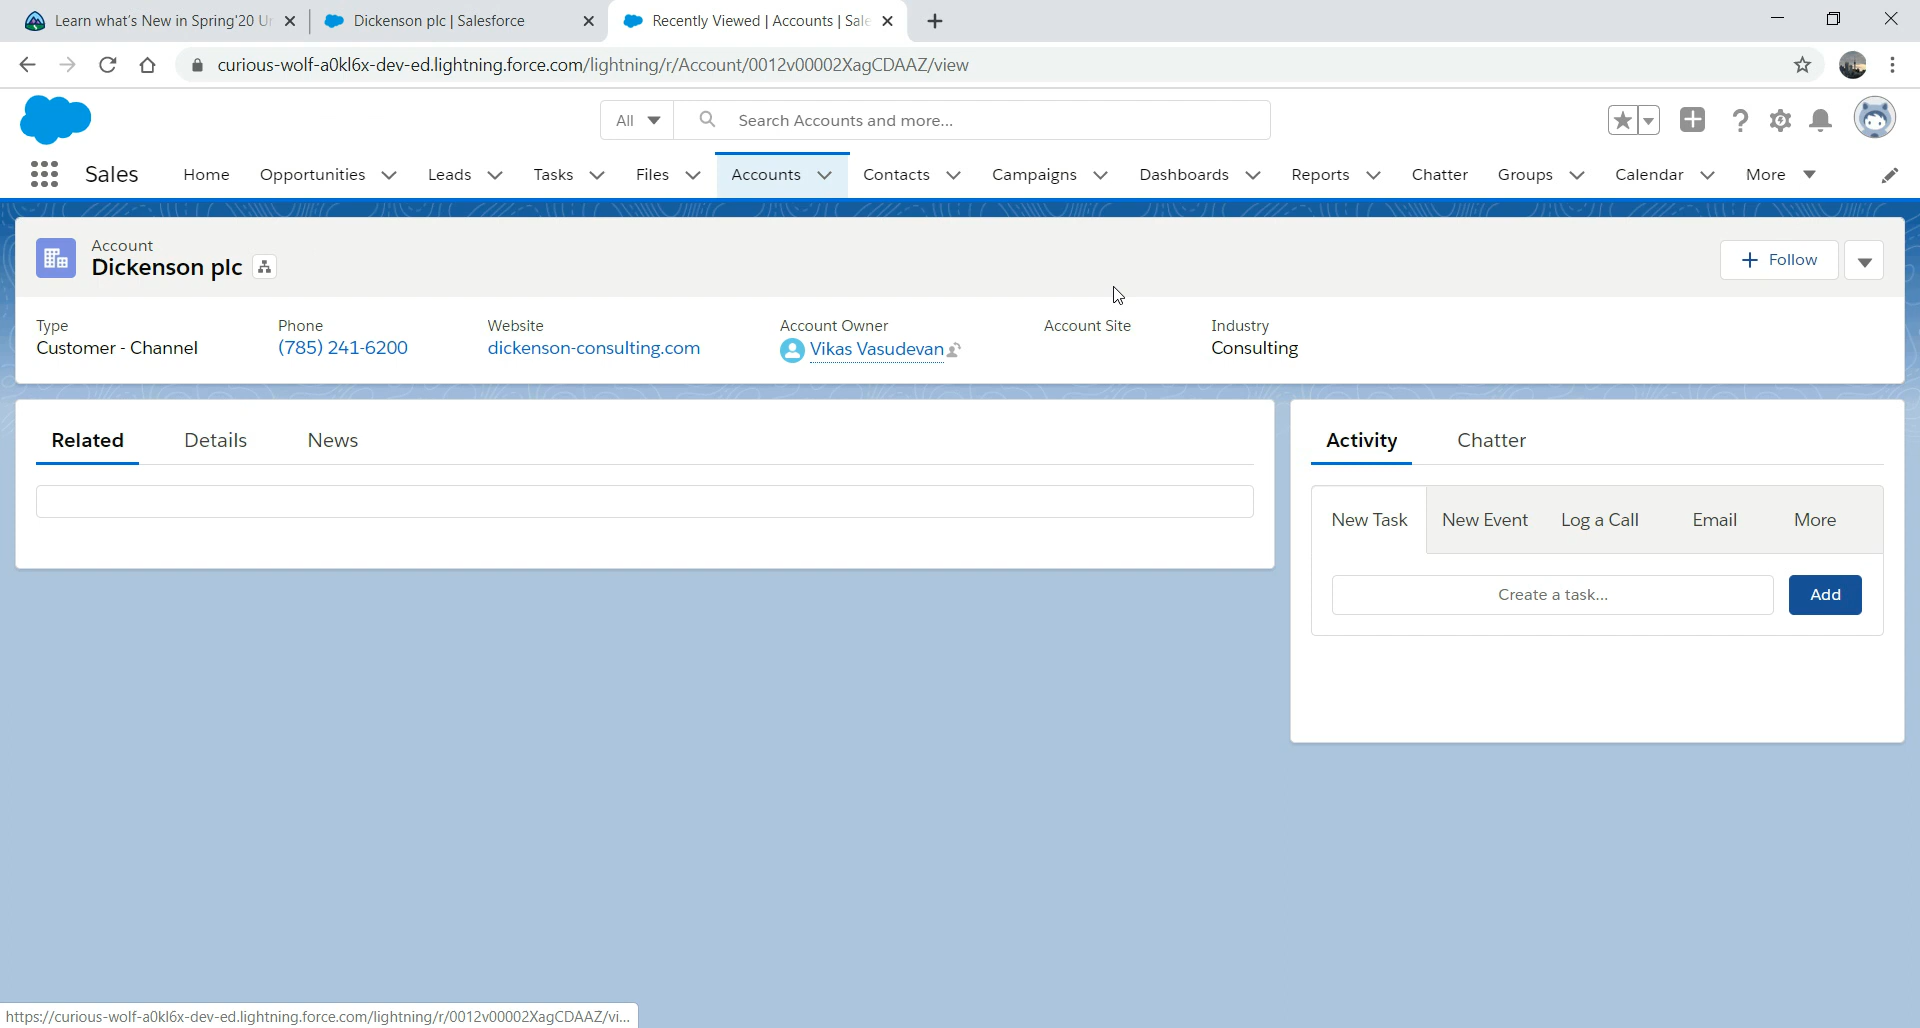 Learn what's New in Spring'20 Ur
Dickenson plc | Salesforce
Recently Viewed | Accounts | Sale
curious-wolf-a0kl6x-dev-ed.lightning.force.com/lightning/r/Account/0012v00002XagCDAAZ/view
All
Search Accounts and more...
Sales Home Opportunities Leads Tasks Files Accounts Contacts Campaigns Dashboards Reports Chatter Groups Calendar More
Account
Dickenson plc
Follow
Type Phone Website Account Owner Account Site Industry
Customer - Channel (785) 241-6200 dickenson-consulting.com Vikas Vasudevan Consulting
Related Details News
Activity Chatter
New Task New Event Log a Call Email More
Create a task... Add
https://curious-wolf-a0kl6x-dev-ed.lightning.force.com/lightning/r/0012v00002XagCDAAZ/vi...